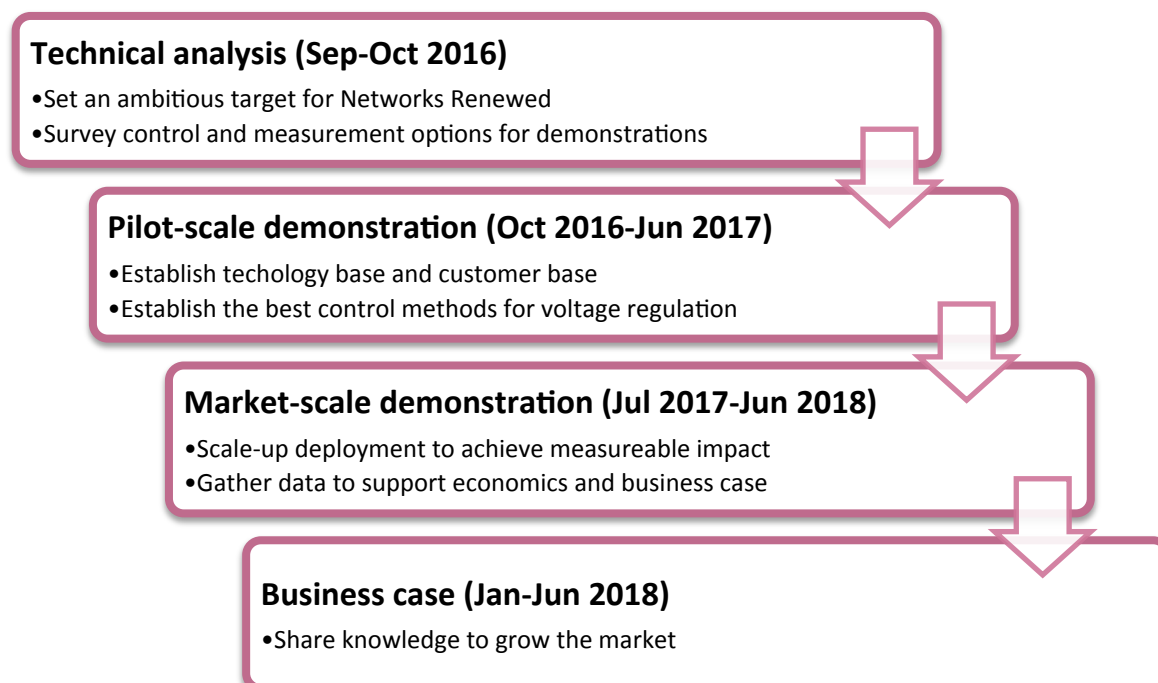 Technical analysis (Sep-Oct 2016)
•Set an ambitious target for Networks Renewed
•Survey control and measurement options for demonstrations
Pilot-scale demonstration (Oct 2016-Jun 2017)
•Establish techology base and customer base
•Establish the best control methods for voltage regulation
Market-scale demonstration (Jul 2017-Jun 2018)
•Scale-up deployment to achieve measureable impact
•Gather data to support economics and business case
Business case (Jan-Jun 2018)
•Share knowledge to grow the market